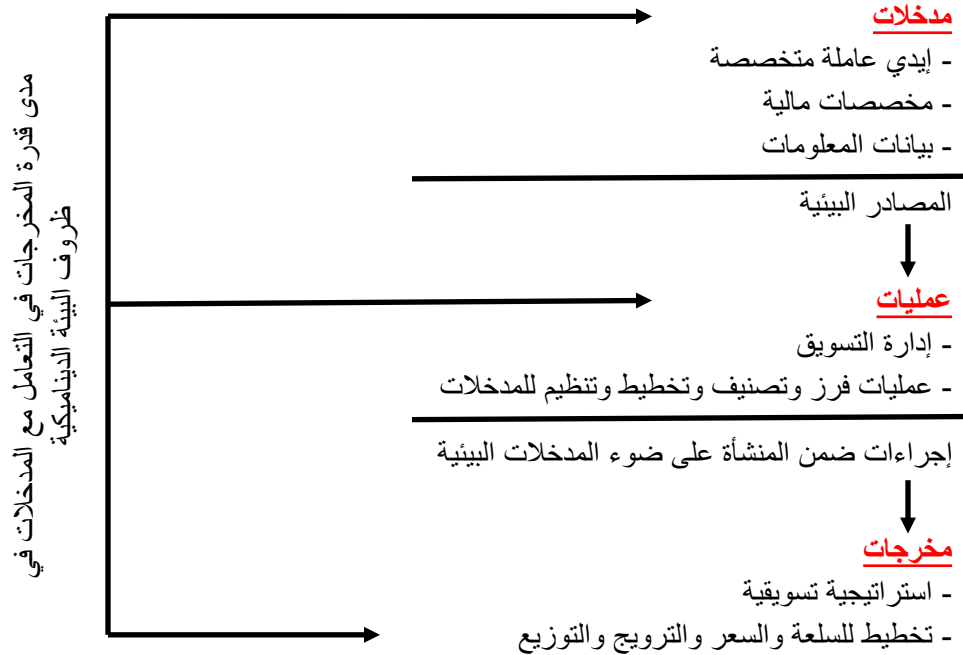 مدخلات
- إيدي عاملة متخصصة
- مخصصات مالية
- بيانات المعلومات
المصادر البيئية
عمليات
- إدارة التسويق
- عمليات فرز وتصنيف وتخطيط وتنظيم للمدخلات
إجراءات ضمن المنشأة على ضوء المدخلات البيئية
مخرجات
- استراتيجية تسويقية
- تخطيط للسلعة والسعر والترويج والتوزيع
مدى قدرة المخرجات في التعامل مع المدخلات في
ظروف البيئة الديناميكية